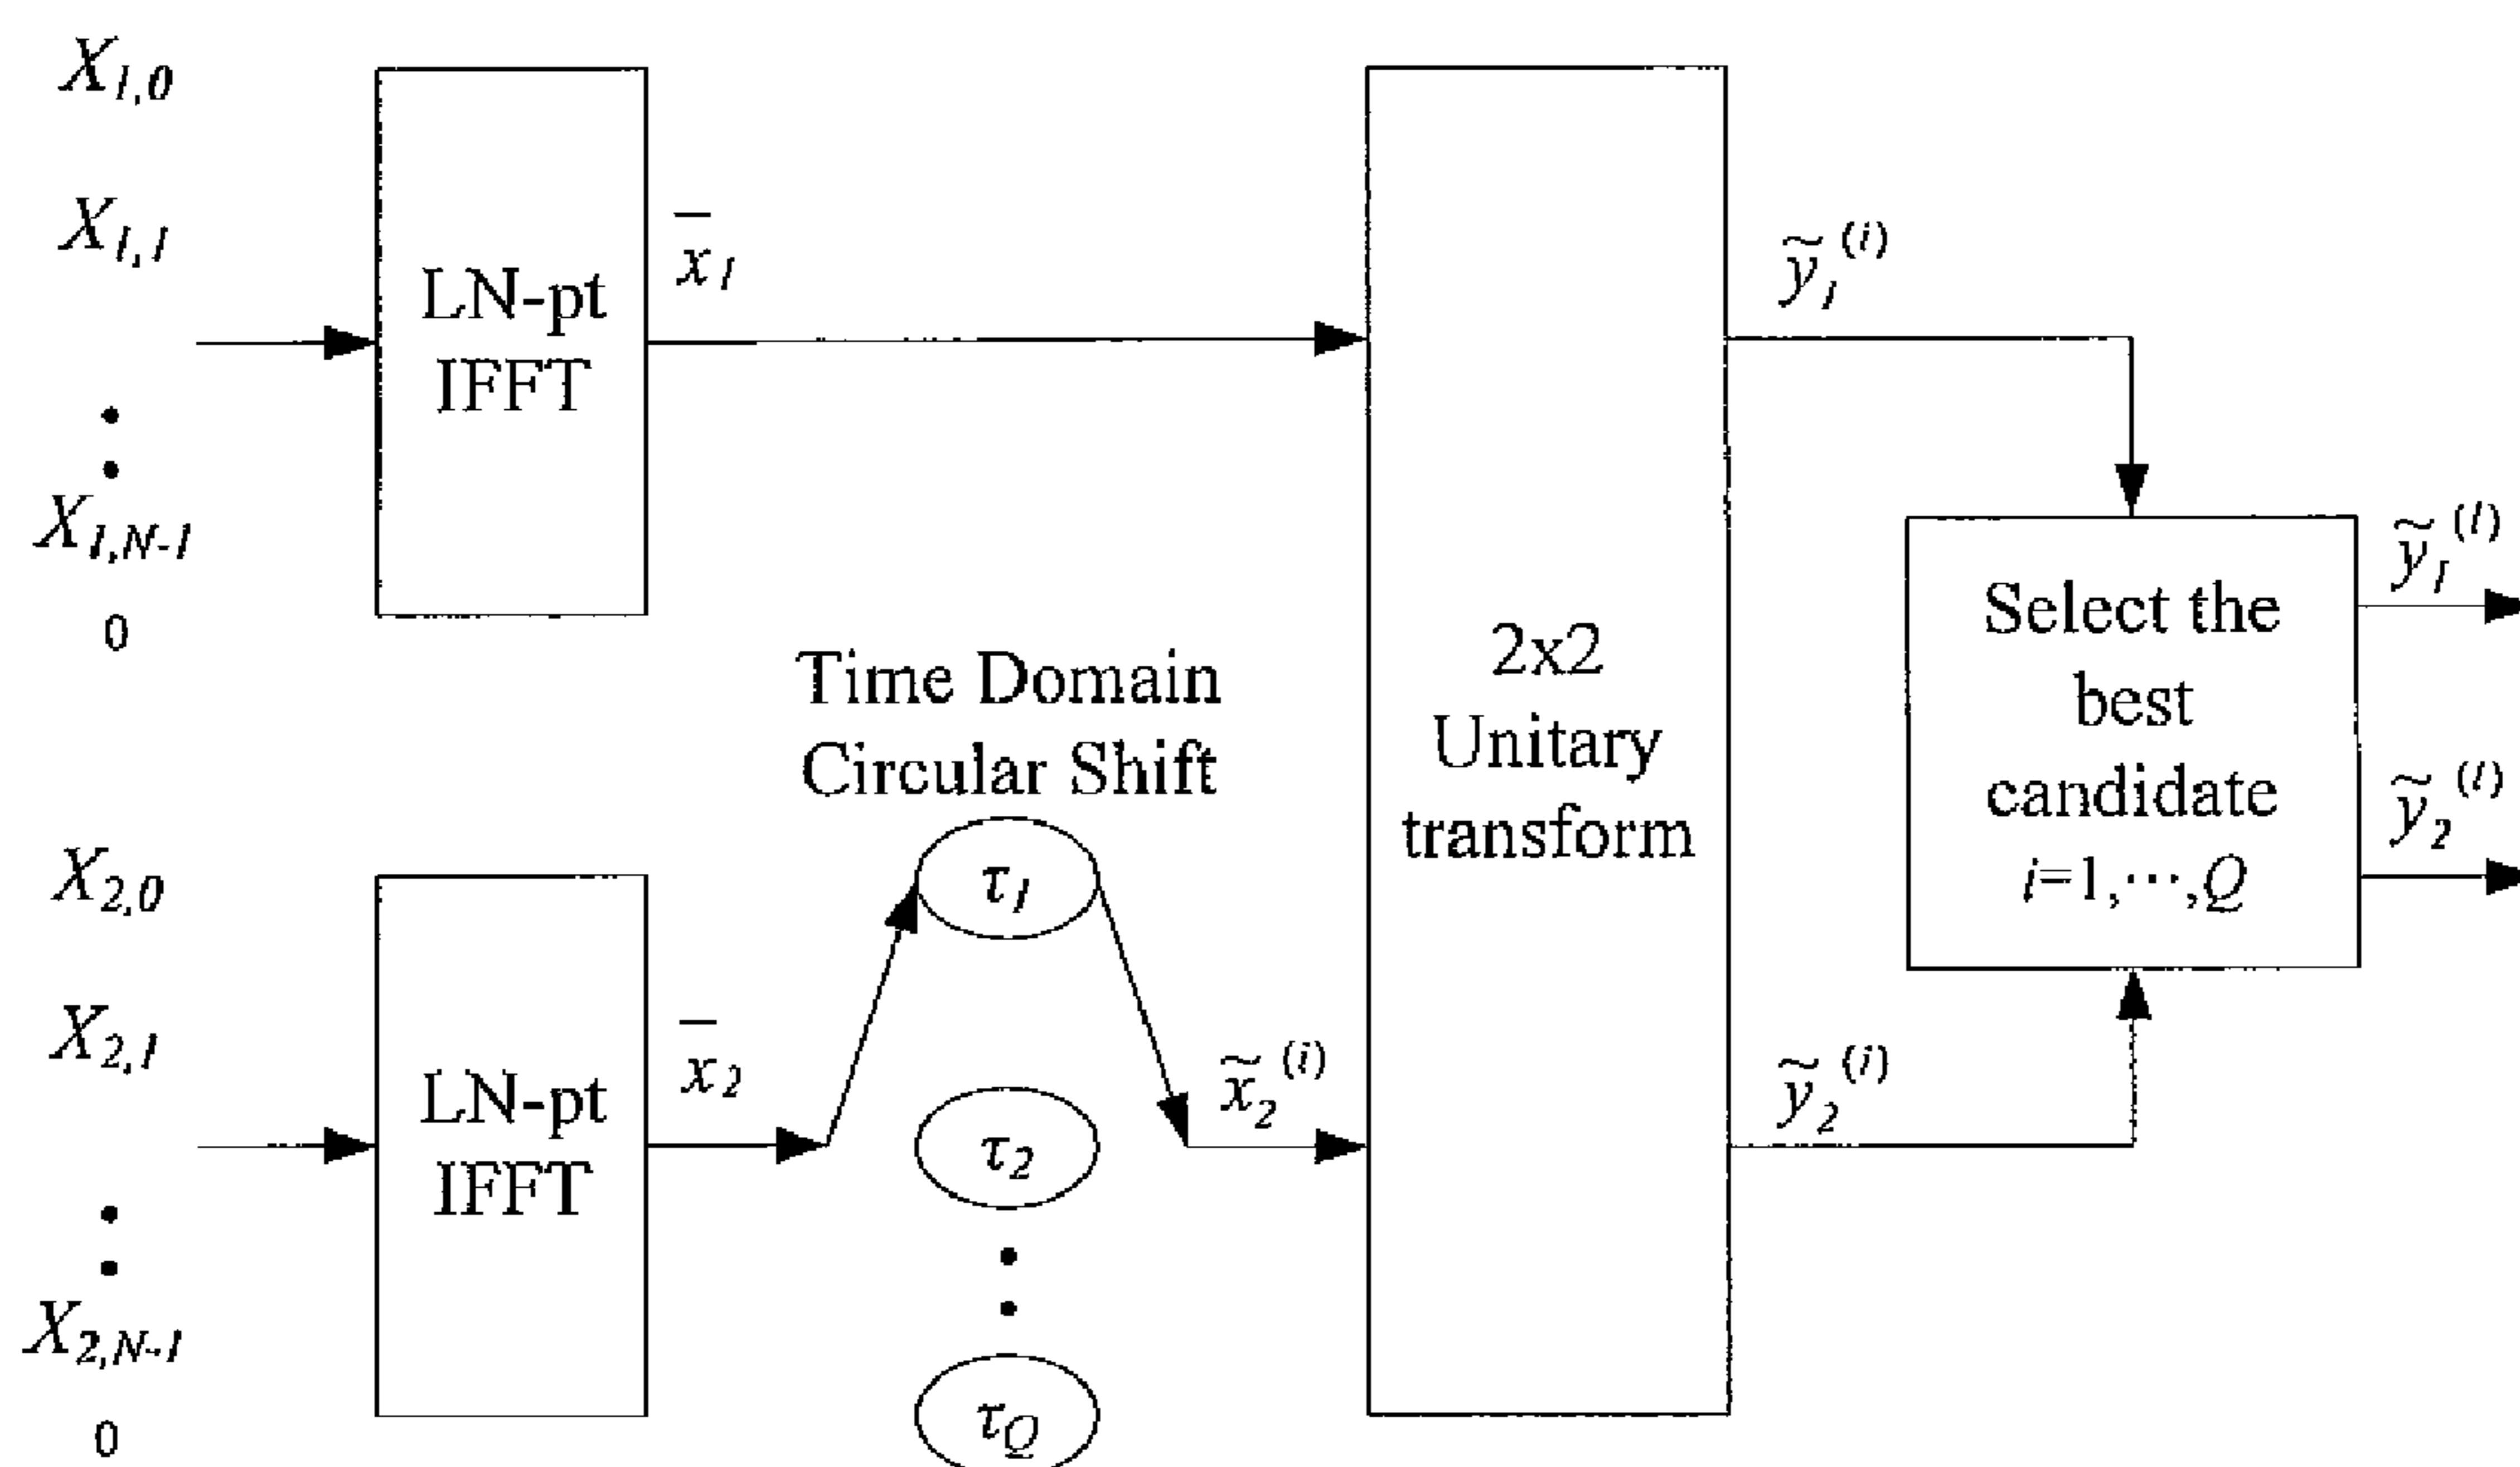 X1,0
X1,1
X1,N-1
0
LN-pt
IFFT
x̄1
ỹ1(i)
2x2
Unitary
transform
Select the
best
candidate
i=1,⋯,Q
ỹ1(l)
ỹ2(l)
Time Domain
Circular Shift
X2,0
X2,1
X2,N-1
0
LN-pt
IFFT
x̄2
τ1
τ2
τQ
x̃2(i)
ỹ2(i)